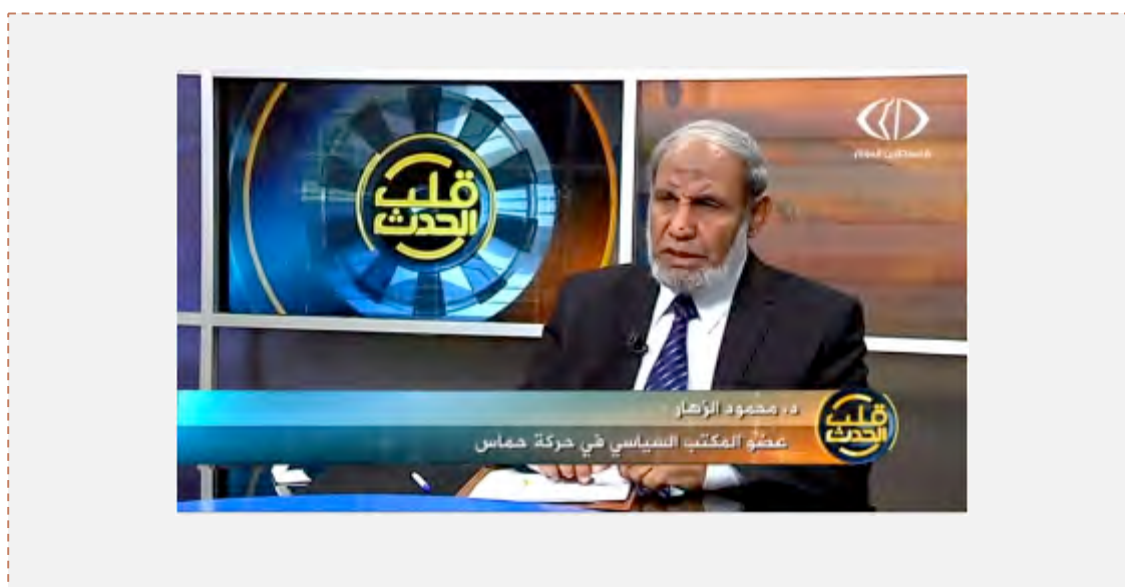 قلب
الحدث
د. محمود الزهار
عضو المكتب السياسي في حركة حماس
قلب
الحدث